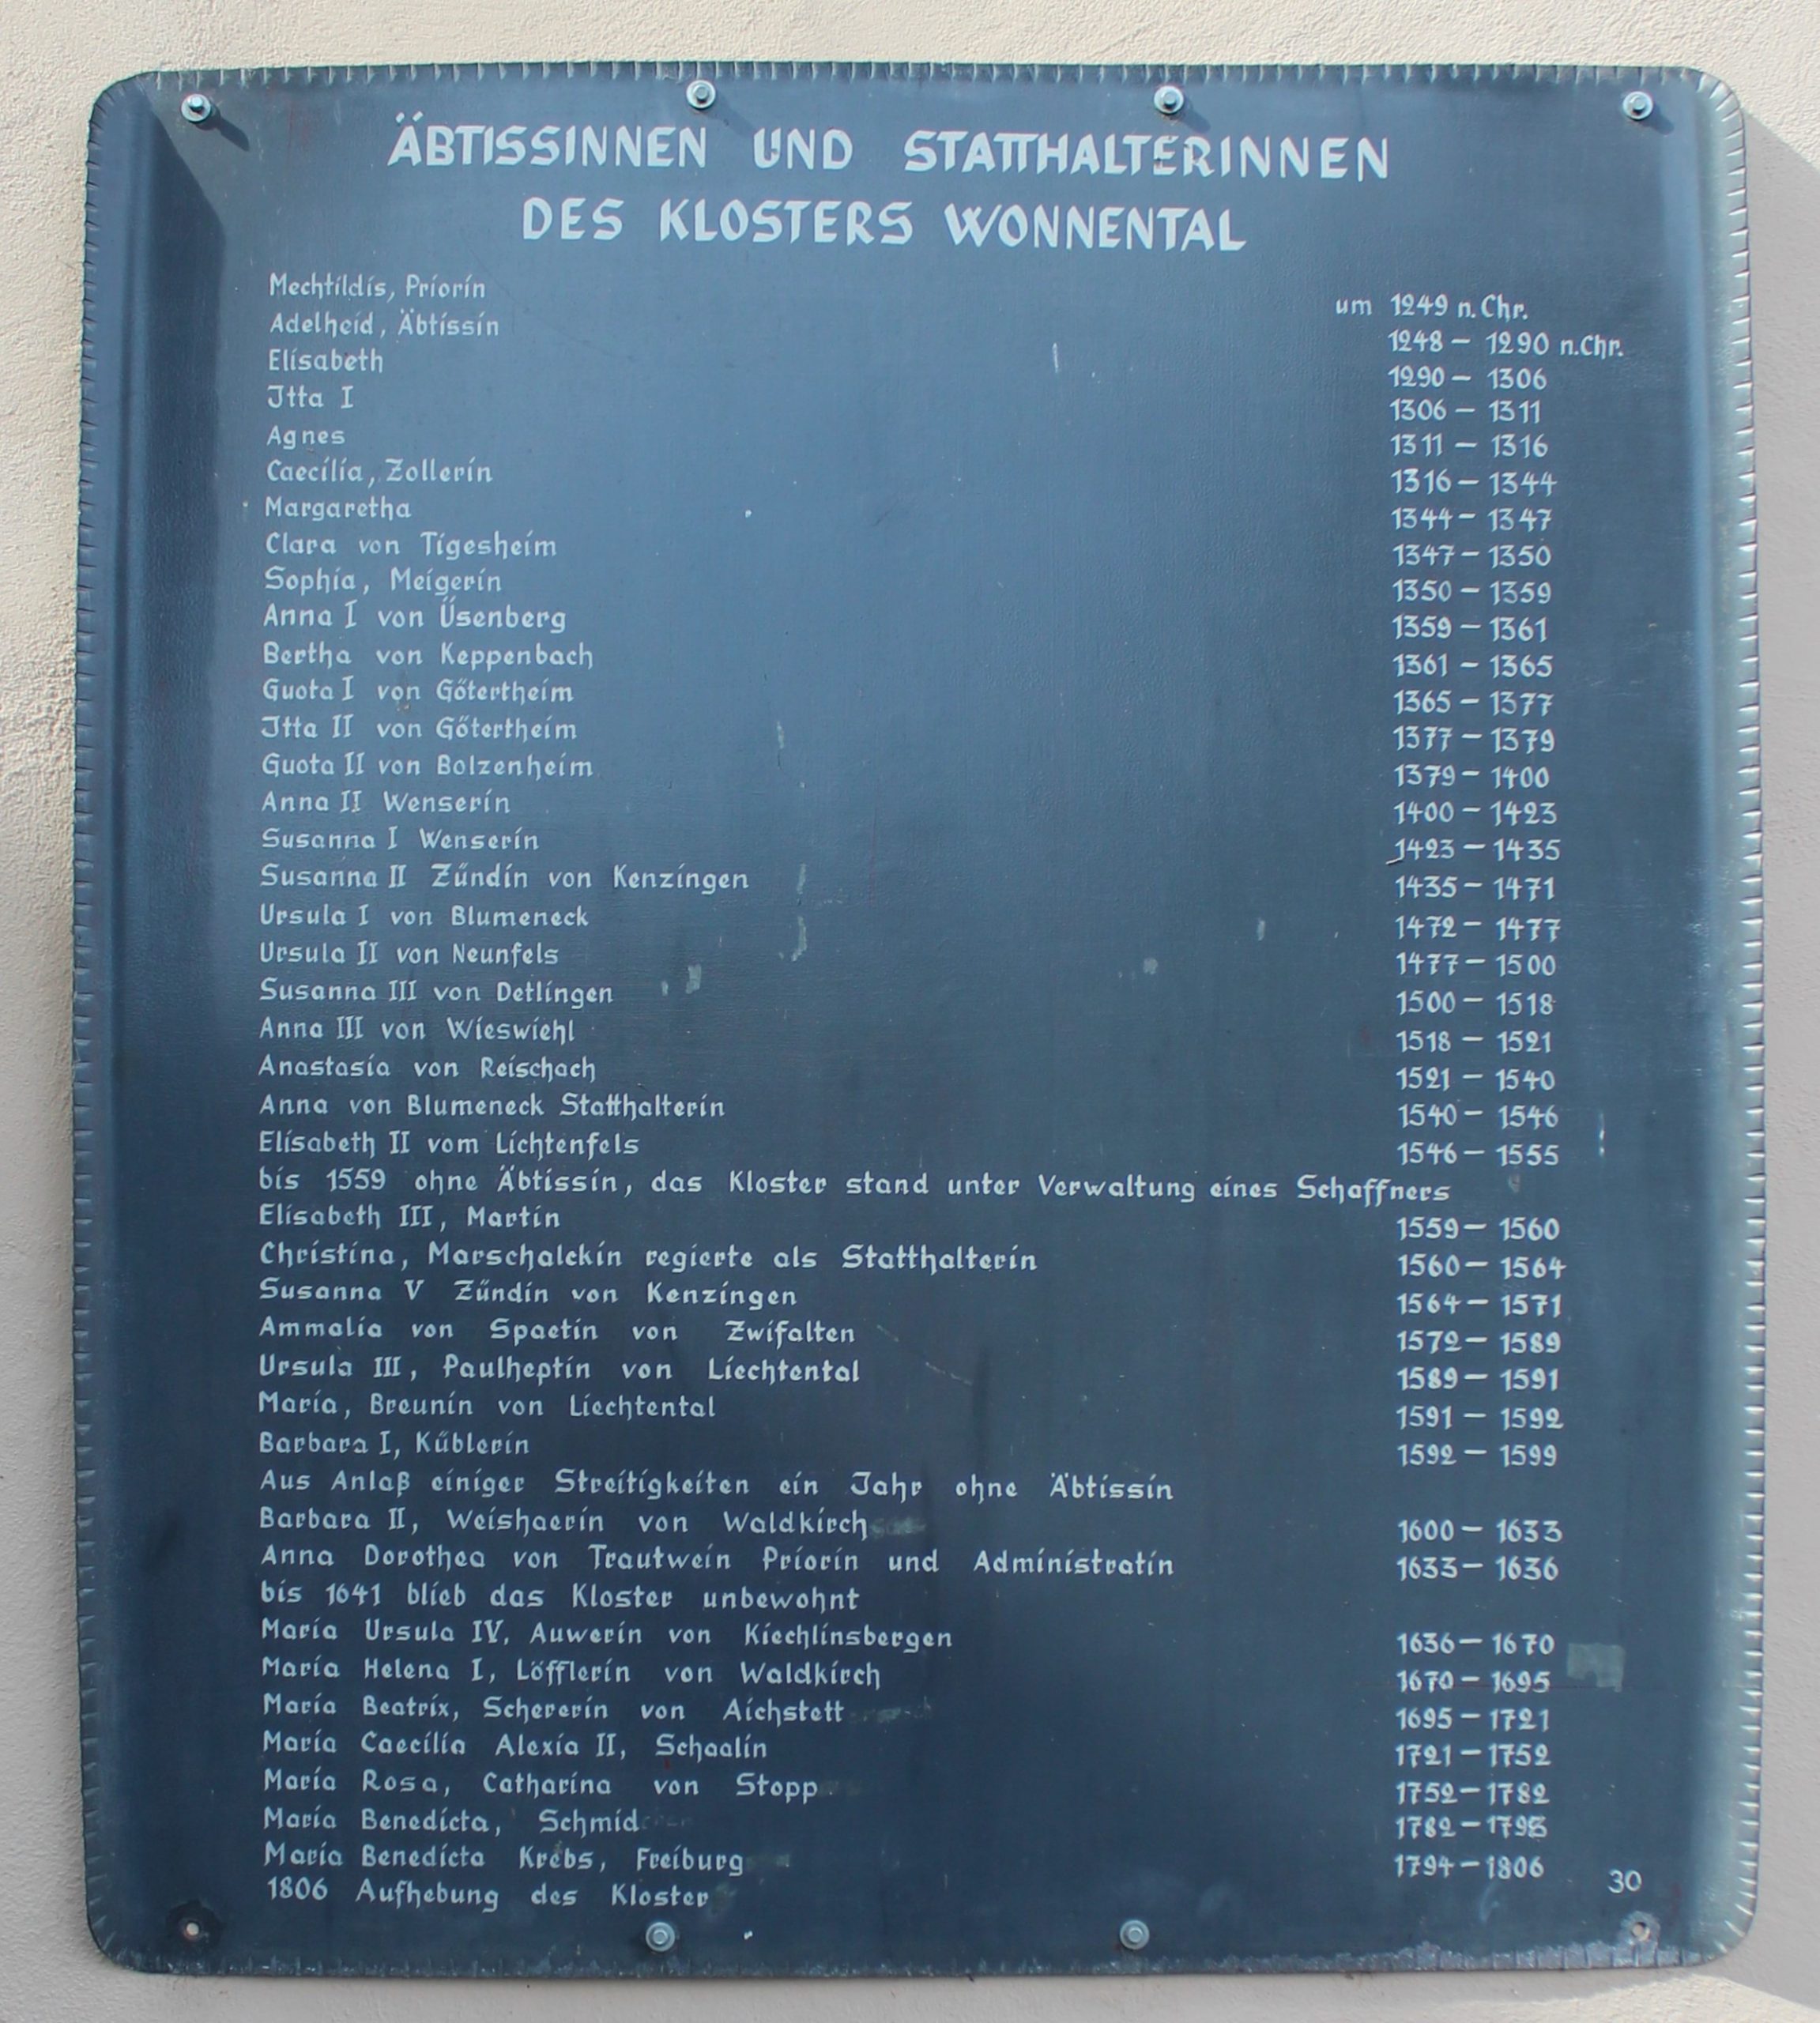 ÄBTISSINNEN UND STATTHALTERINNEN
DES KLOSTERS WONNENTAL
Mechtildis, Priorin um 1249 n. Chr.
Adelheid, Äbtissin 1248 – 1290 n. Chr.
Elisabeth 1290 – 1306
Jtta I 1306 – 1311
Agnes 1311 – 1316
Caecilia, Zollerin 1316 – 1344
Margaretha 1344 – 1347
Clara von Tigesheim 1347 – 1350
Sophia, Meigerin 1350 – 1359
Anna I von Üsenberg 1359 – 1361
Bertha von Keppenbach 1361 – 1365
Guota I von Götertheim 1365 – 1377
Jtta II von Götertheim 1377 – 1379
Guota II von Bolzenheim 1379 – 1400
Anna II Wenserin 1400 – 1423
Susanna I Wenserin 1423 – 1435
Susanna II Zündin von Kenzingen 1435 – 1471
Ursula I von Blumeneck 1472 – 1477
Ursula II von Neunfels 1477 – 1500
Susanna III von Detlingen 1500 – 1518
Anna III von Wieswiehl 1518 – 1521
Anastasia von Reischach 1521 – 1540
Anna von Blumeneck Statthalterin 1540 – 1546
Elisabeth II vom Lichtenfels 1546 – 1555
bis 1559 ohne Äbtissin, das Kloster stand unter Verwaltung eines Schaffners
Elisabeth III, Martin 1559 – 1560
Christina, Marschalckin regierte als Statthalterin 1560 – 1564
Susanna V Zündin von Kenzingen 1564 – 1571
Ammalia von Spaetin von Zwifalten 1572 – 1589
Ursula III, Paulheptin von Liechtental 1589 – 1591
Maria, Breunin von Liechtental 1591 – 1592
Barbara I, Küblerin 1592 – 1599
Aus Anlaß einiger Streitigkeiten ein Jahr ohne Äbtissin
Barbara II, Weishaerin von Waldkirch 1600 – 1633
Anna Dorothea von Trautwein Priorin und Administratin 1633 – 1636
bis 1641 blieb das Kloster unbewohnt
Maria Ursula IV, Auwerin von Kiechlinsbergen 1636 – 1670
Maria Helena I, Löfflerin von Waldkirch 1670 – 1695
Maria Beatrix, Schererin von Aichstett 1695 – 1721
Maria Caecilia Alexia II, Schaalin 1721 – 1752
Maria Rosa, Catharina von Stopp 1752 – 1782
Maria Benedicta, Schmid 1782 –
Maria Benedicta Krebs, Freiburg 1794 – 1806
1806 Aufhebung des Kloster
30